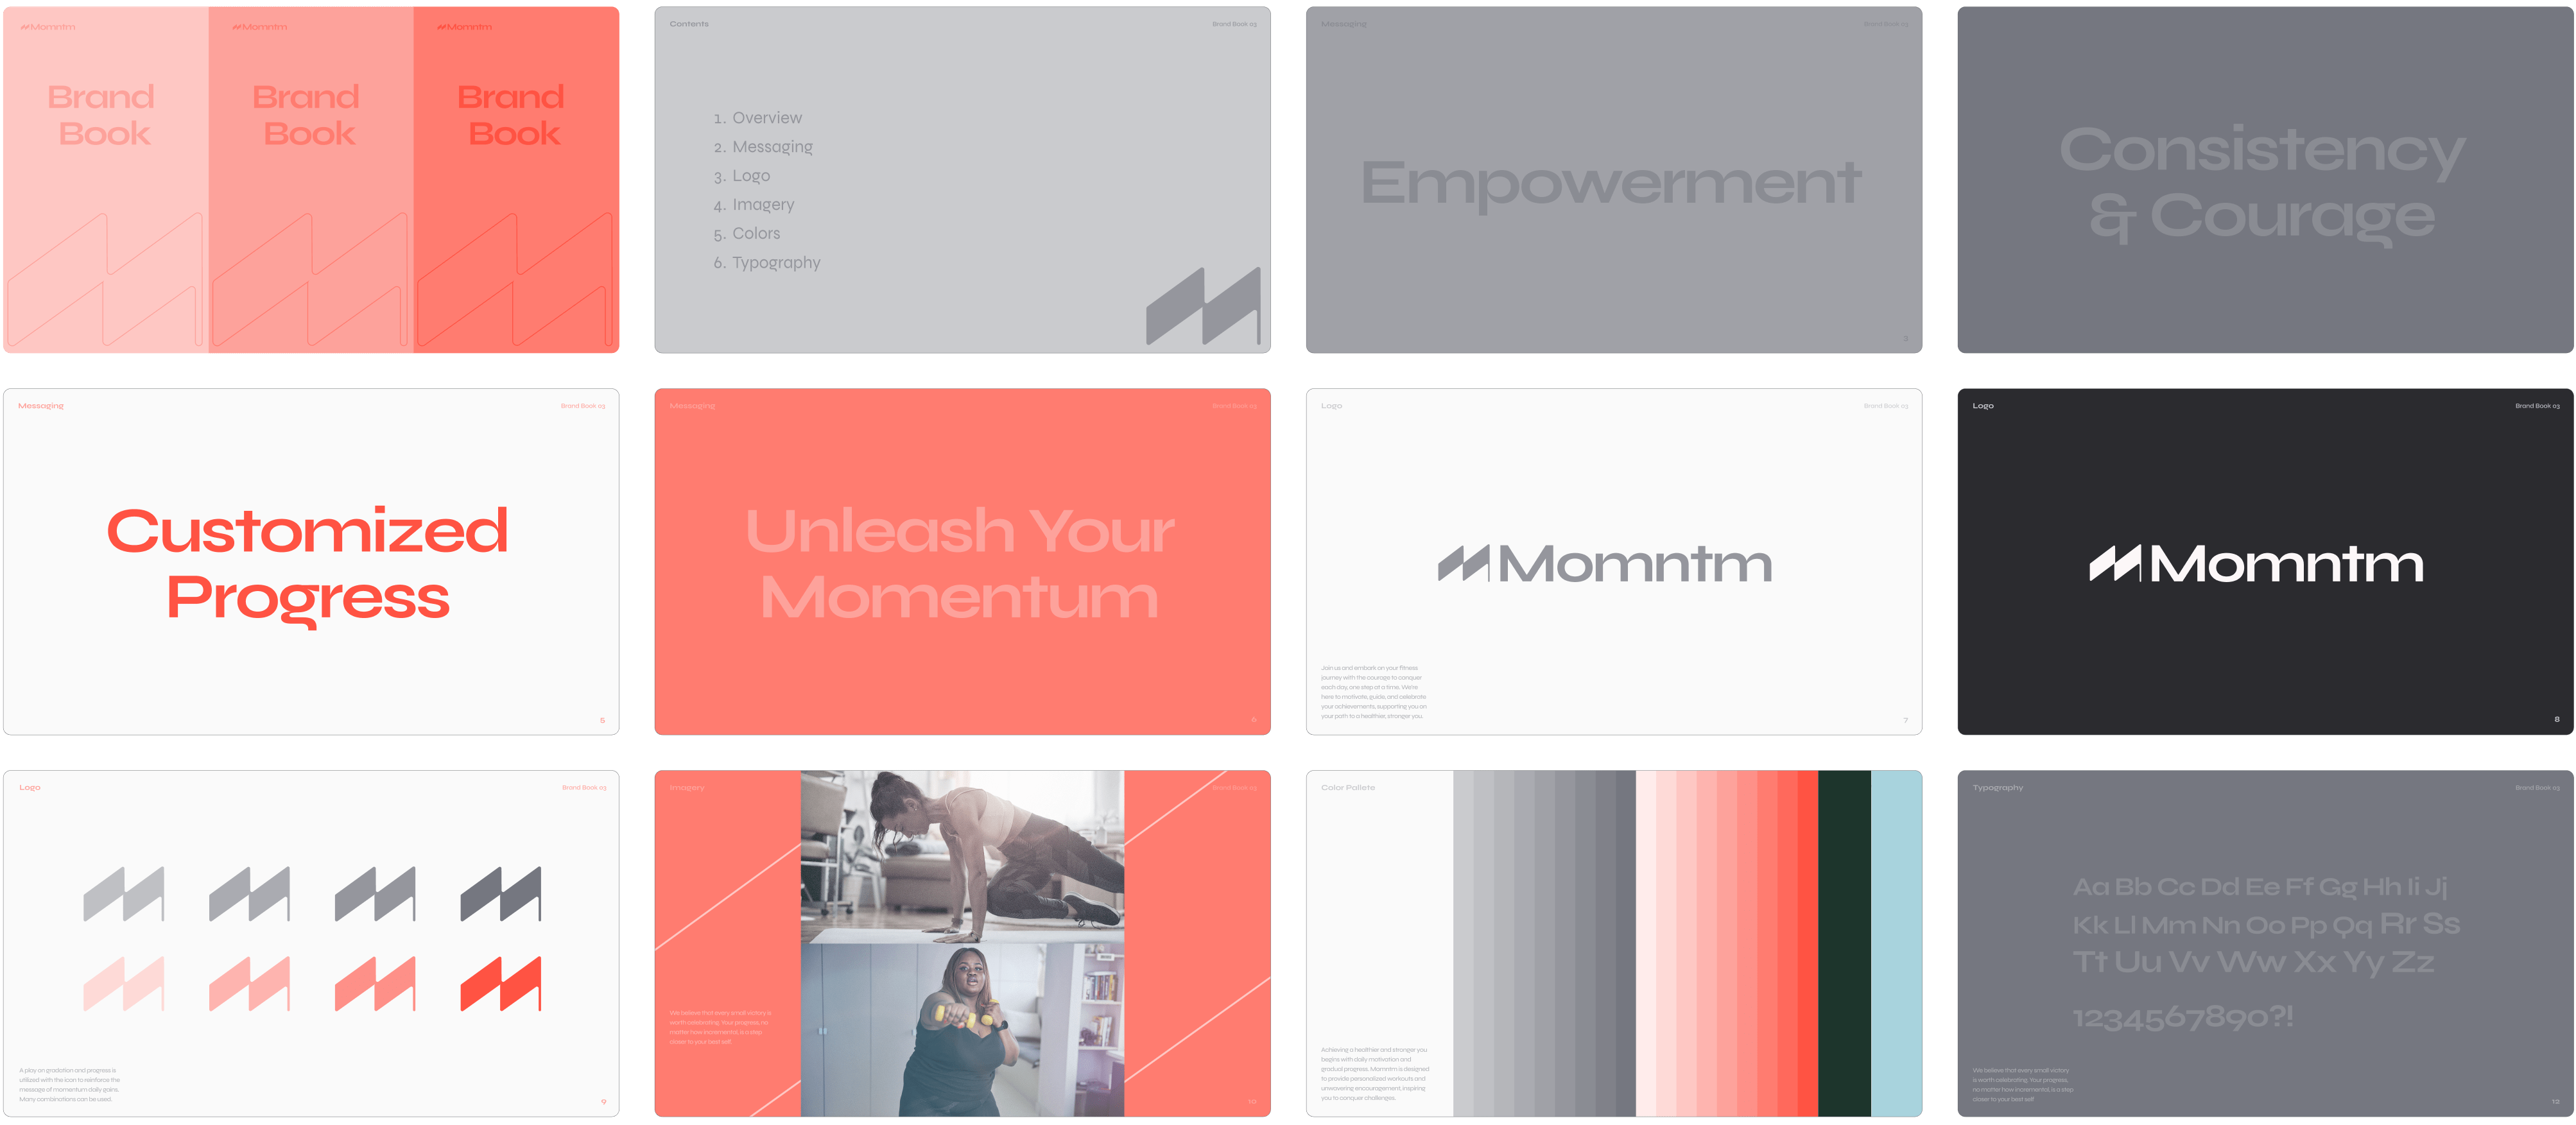 Momntm
Momntm
Momntm
Brand
Book
Brand
Book
Brand
Book
Contents
Brand Book 03
1. Overview
2. Messaging
3. Logo
4. Imagery
5. Colors
6. Typography
Messaging
Brand Book 03
Empowerment
3
Consistency
& Courage
Messaging
Brand Book 03
Customized
Progress
5
Messaging
Brand Book 03
Unleash Your
Momentum
6
Logo
Brand Book 03
Momntm
Join us and embark on your fitness
journey with the courage to conquer
each day, one step at a time. We're
here to motivate, guide, and celebrate
your achievements, supporting you on
your path to a healthier, stronger you.
7
Logo
Brand Book 03
Momntm
8
Logo
Brand Book 03
A play on gradation and progress is
utilized with the icon to reinforce the
message of momentum daily gains.
Many combinations can be used.
9
Imagery
Brand Book 03
We believe that every small victory is
worth celebrating. Your progress, no
matter how incremental, is a step
closer to your best self.
10
Color Pallete
Achieving a healthier and stronger you
begins with daily motivation and
gradual progress. Momntm is designed
to provide personalized workouts and
unwavering encouragement, inspiring
you to conquer challenges.
Typography
Brand Book 03
Aa Bb Cc Dd Ee Ff Gg Hh Ii Jj
Kk Ll Mm Nn Oo Pp Qq Rr Ss
Tt Uu Vv Ww Xx Yy Zz
1234567890?!
We believe that every small victory
is worth celebrating. Your progress,
no matter how incremental, is a step
closer to your best self.
12